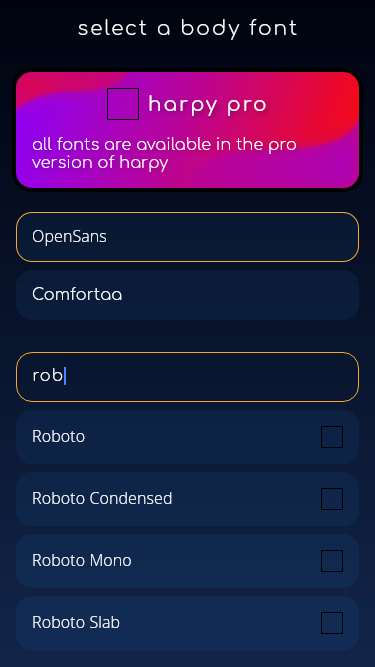 select a body font
harpy pro
all fonts are available in the pro
version of harpy
OpenSans
Comfortaa
rob
Roboto
Roboto Condensed
Roboto Mono
Roboto Slab